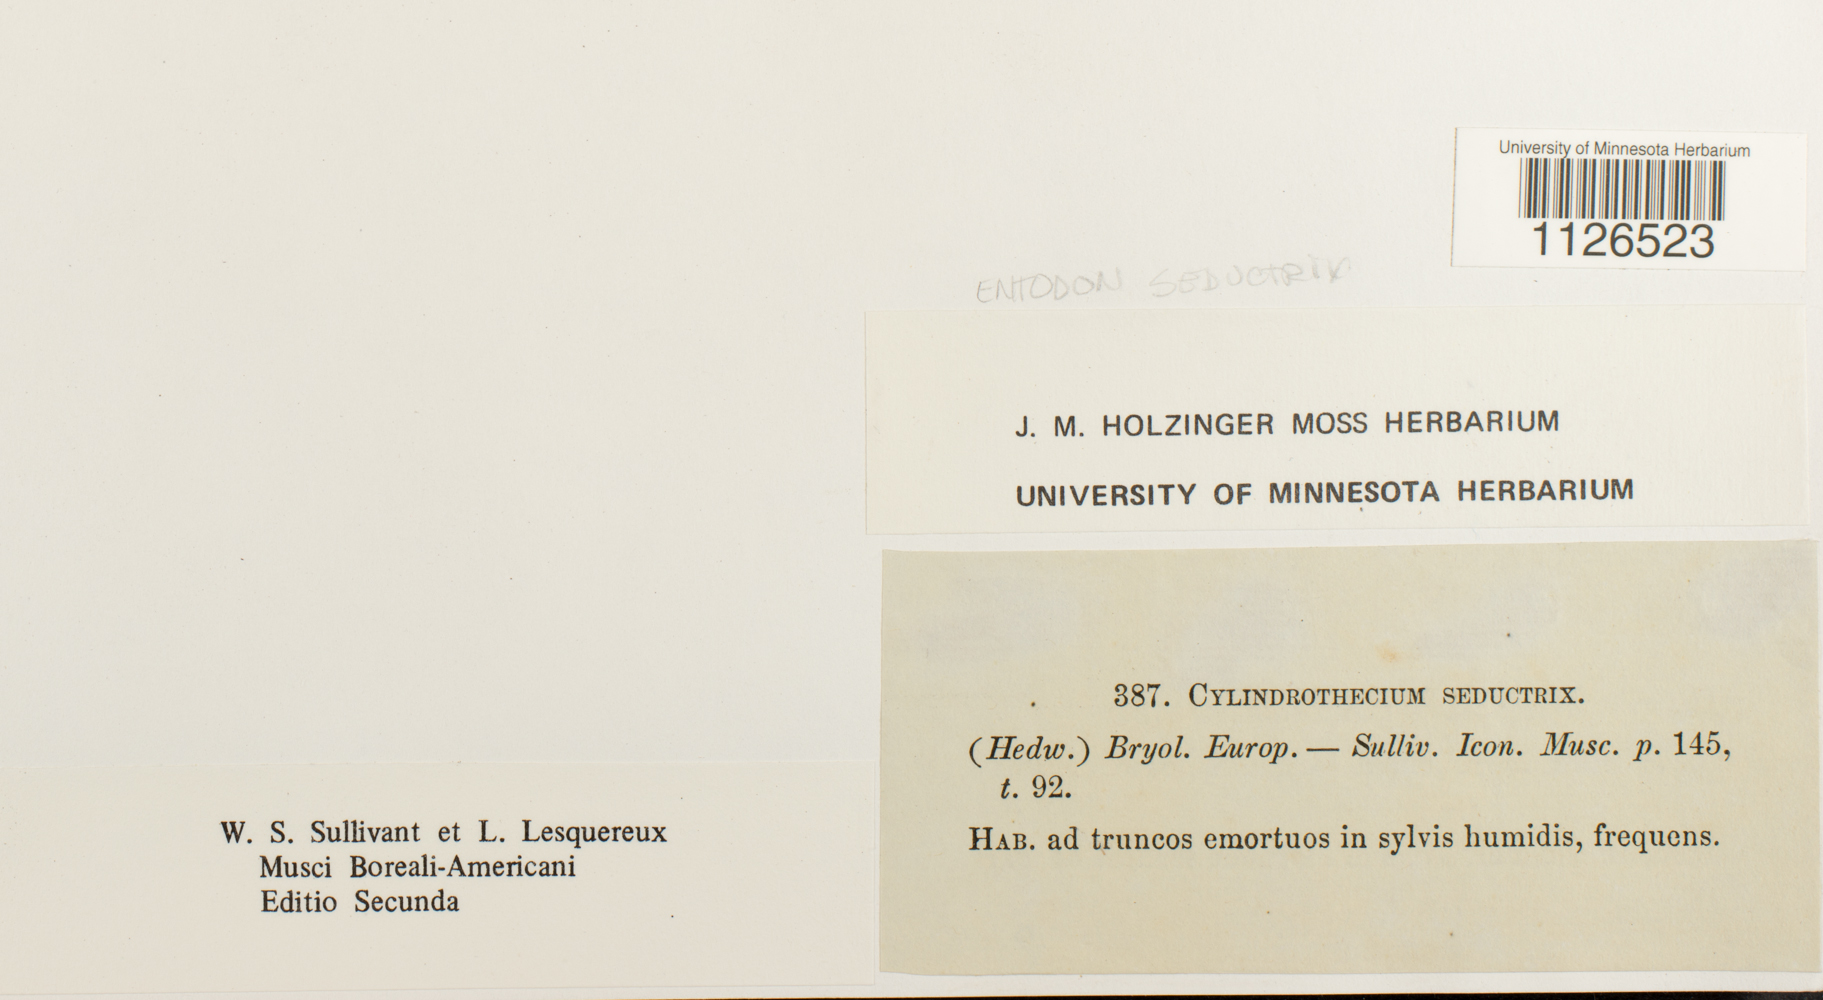 University of Minnesota Herbarium
1126523
ENTODON SEDUCTRIX
J. M. HOLZINGER MOSS HERBARIUM
UNIVERSITY OF MINNESOTA HERBARIUM
387. CYLINDROTHECIUM SEDUCTRIX.
(Hedw.) Bryol. Europ. — Sulliv. Icon. Musc. p. 145,
t. 92.
HAB. ad truncos emortuos in sylvis humidis, frequens.
W. S. Sullivant et L. Lesquereux
Musci Boreali-Americani
Editio Secunda